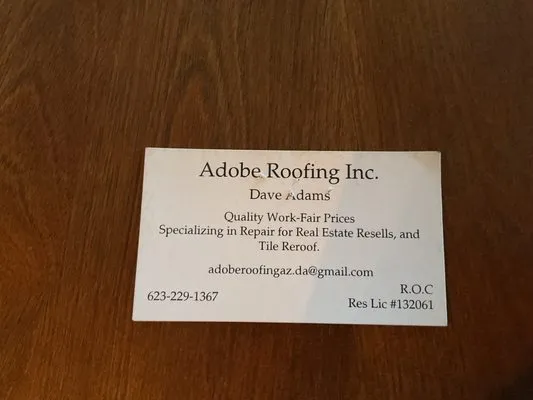 Adobe Roofing Inc.
Dave Adams
Quality Work-Fair Prices
Specializing in Repair for Real Estate Resells, and
Tile Reroof.
adoberoofingaz.da@gmail.com
R.O.C
623-229-1367
Res Lic #132061